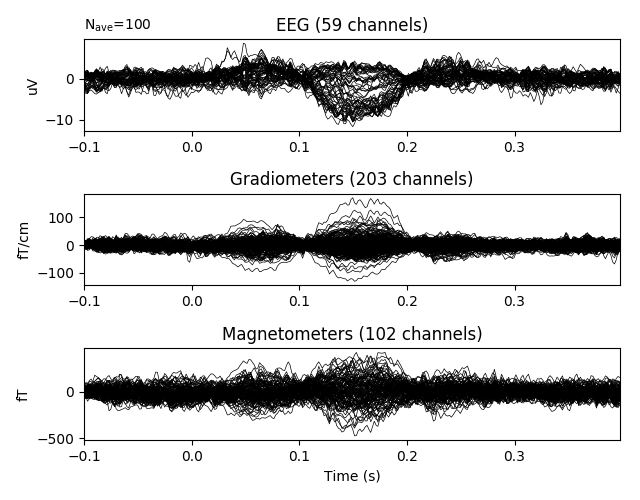 Nave=100
EEG (59 channels)
uV
0
−10
−0.1 0.0 0.1 0.2 0.3
Gradiometers (203 channels)
fT/cm
100
0
−100
−0.1 0.0 0.1 0.2 0.3
Magnetometers (102 channels)
fT
0
−500
−0.1 0.0 0.1 0.2 0.3
Time (s)